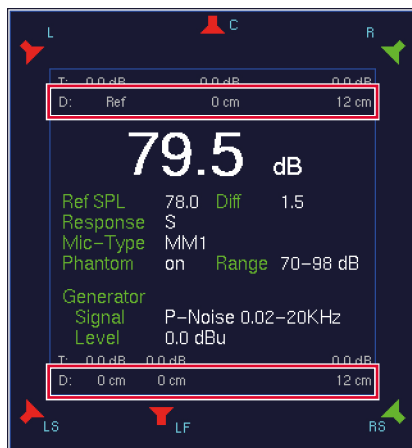 L C R
T: 0.0 dB 0.0 dB 0.0 dB
D: Ref 0 cm 12 cm
79.5 dB
Ref SPL 78.0 Diff 1.5
Response S
Mic-Type MM1
Phantom on Range 70-98 dB
Generator
Signal P-Noise 0.02-20KHz
Level 0.0 dBu
T: 0.0 dB 0.0 dB 0.0 dB
D: 0 cm 0 cm 12 cm
LS LF RS